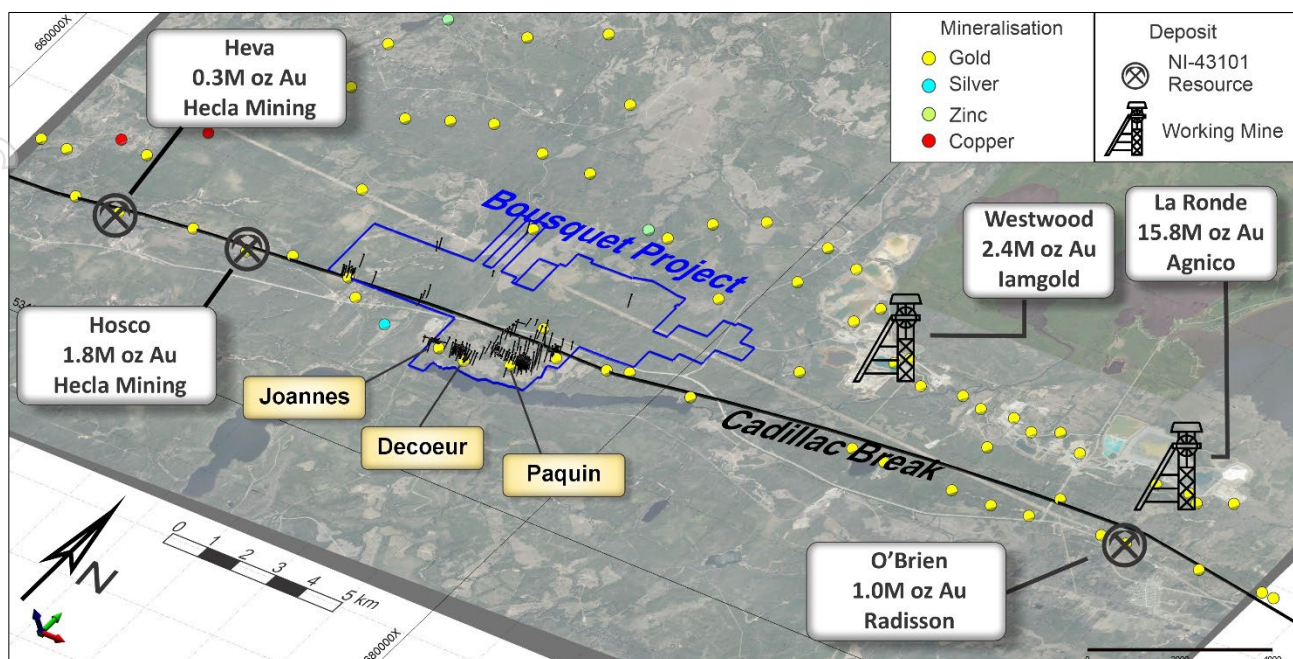 660000X
Heva
0.3M oz Au
Hecla Mining
Mineralisation
Gold
Silver
Zinc
Copper
Deposit
NI-43101
Resource
Working Mine
Bousquet Project
Westwood
2.4M oz Au
Iamgold
La Ronde
15.8M oz Au
Agnico
Hosco
1.8M oz Au
Hecla Mining
Joannes
Decoeur
Paquin
Cadillac Break
O'Brien
1.0M oz Au
Radisson
N
0 1 2 3 4 5 km
680000X